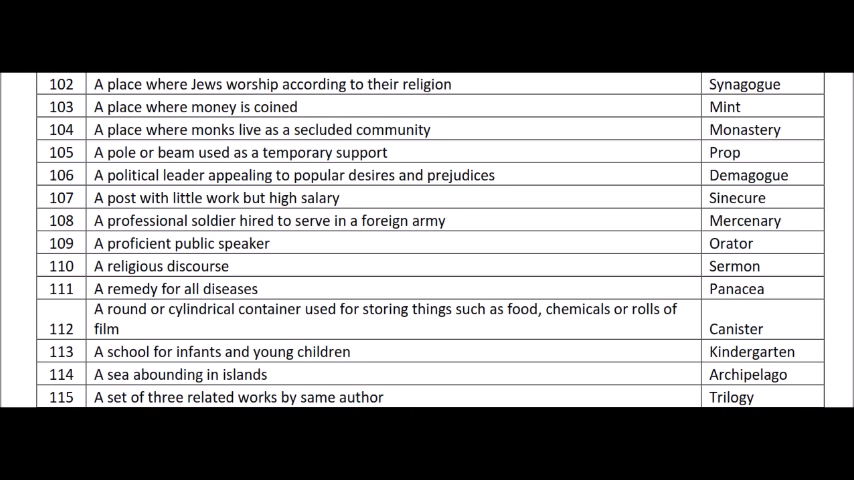 102 A place where Jews worship according to their religion Synagogue
103 A place where money is coined Mint
104 A place where monks live as a secluded community Monastery
105 A pole or beam used as a temporary support Prop
106 A political leader appealing to popular desires and prejudices Demagogue
107 A post with little work but high salary Sinecure
108 A professional soldier hired to serve in a foreign army Mercenary
109 A proficient public speaker Orator
110 A religious discourse Sermon
111 A remedy for all diseases Panacea
A round or cylindrical container used for storing things such as food, chemicals or rolls of
112 film Canister
113 A school for infants and young children Kindergarten
114 A sea abounding in islands Archipelago
115 A set of three related works by same author Trilogy